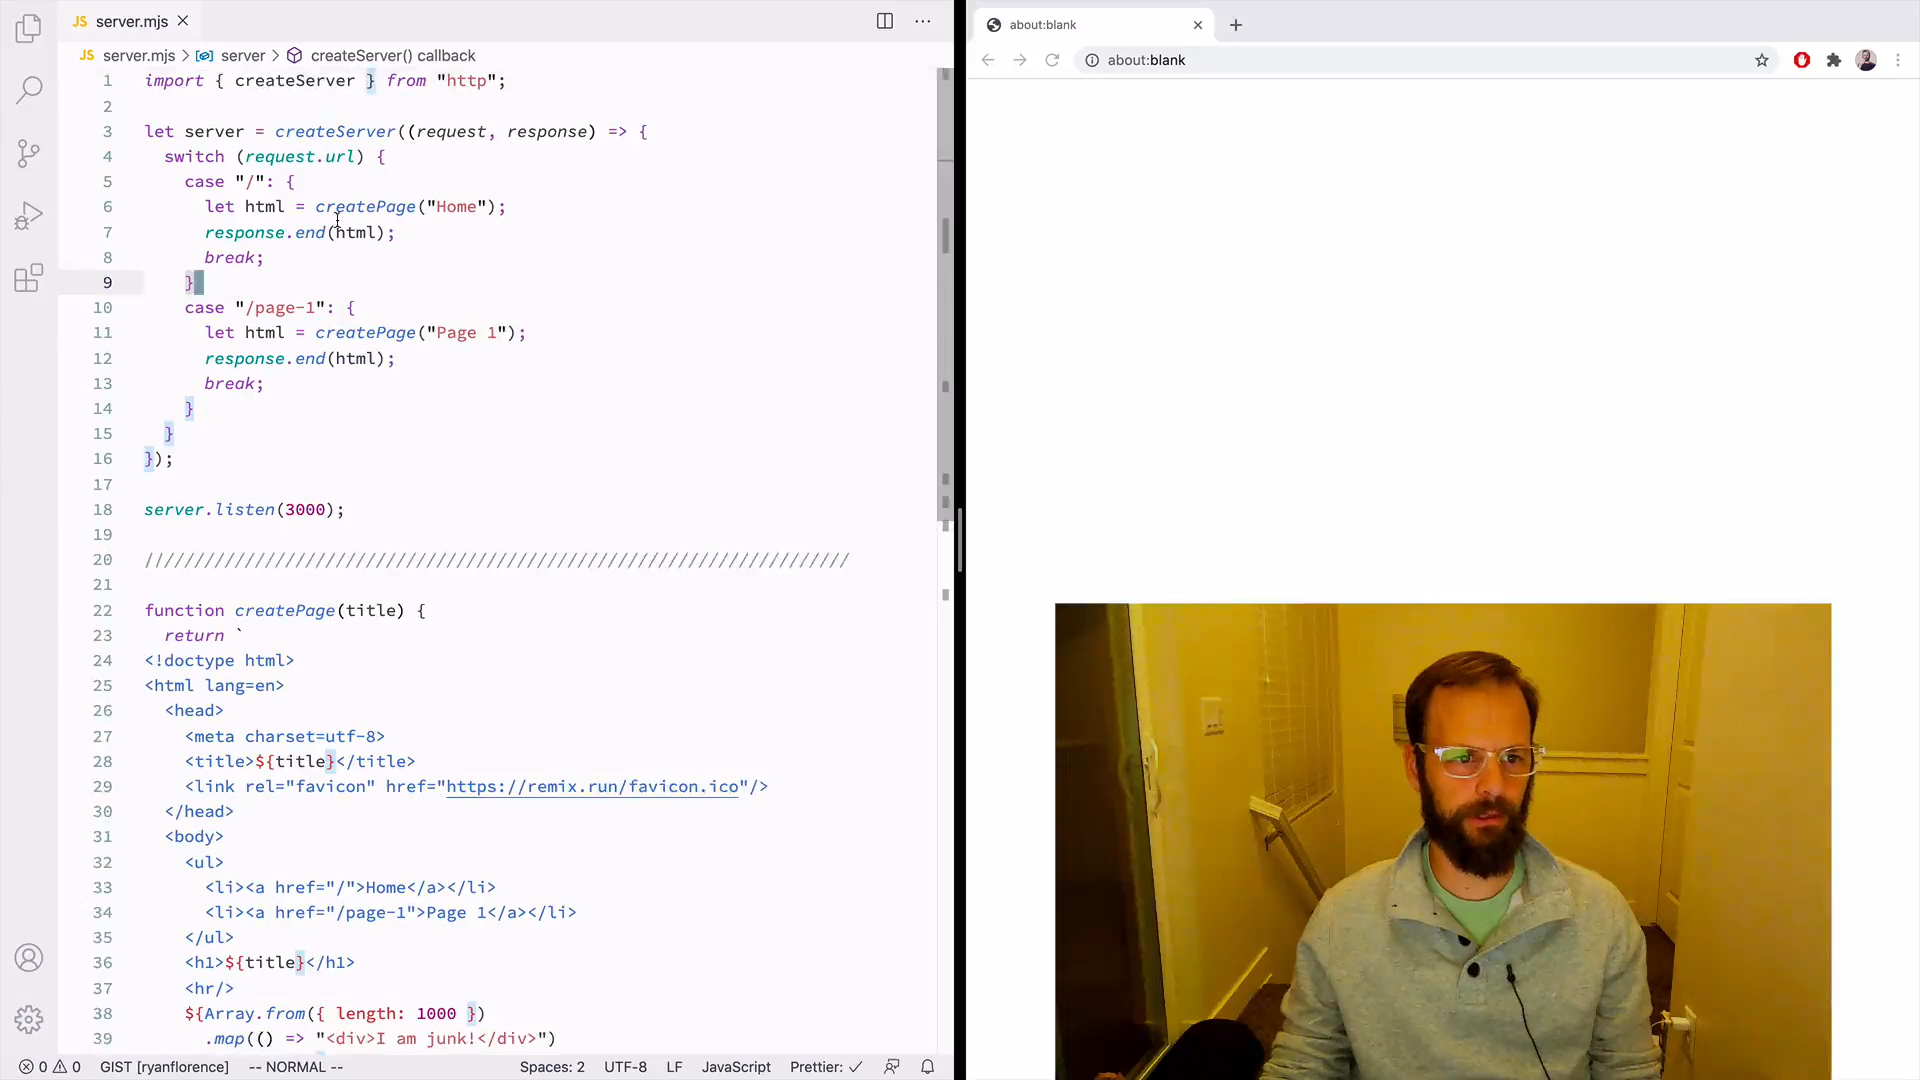 JS server.mjs
JS server.mjs > server > createServer() callback
1 import { createServer } from "http";
2
3 let server = createServer((request, response) => {
4 switch (request.url) {
5 case "/": {
6 let html = createPage("Home");
7 response.end(html);
8 break;
9 }
10 case "/page-1": {
11 let html = createPage("Page 1");
12 response.end(html);
13 break;
14 }
15 }
16 });
17
18 server.listen(3000);
19
20 //////////////////////////////////////////////////////////////////////
21
22 function createPage(title) {
23 return `
24 <!doctype html>
25 <html lang=en>
26 <head>
27 <meta charset=utf-8>
28 <title>${title}</title>
29 <link rel="favicon" href="https://remix.run/favicon.ico"/>
30 </head>
31 <body>
32 <ul>
33 <li><a href="/">Home</a></li>
34 <li><a href="/page-1">Page 1</a></li>
35 </ul>
36 <h1>${title}</h1>
37 <hr/>
38 ${Array.from({ length: 1000 })
39 .map(() => "<div>I am junk!</div>")
0 0 GIST [ryanflorence] -- NORMAL -- Spaces: 2 UTF-8 LF JavaScript Prettier: ✓
about:blank
about:blank